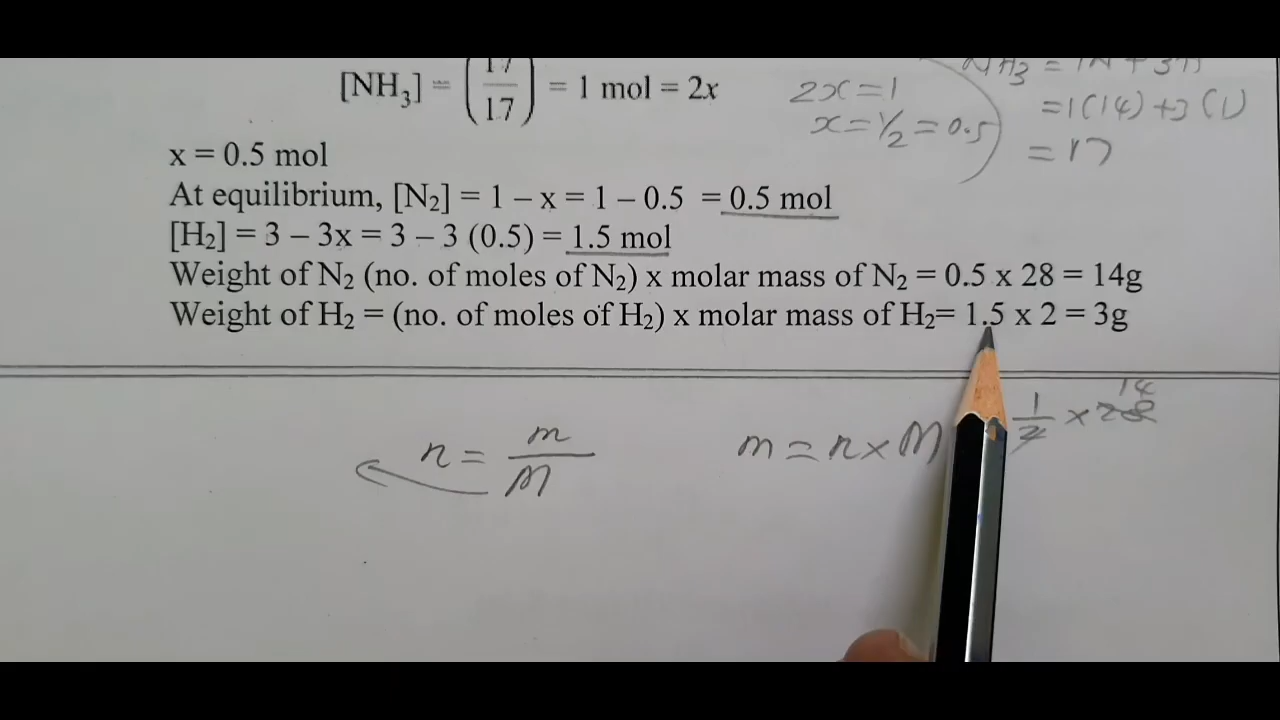 [NH₃] = (17/17) = 1 mol = 2x
2x = 1
x = 1/2 = 0.5
NH3 = 1N + 3H
= 1(14) + 3(1)
= 17
x = 0.5 mol
At equilibrium, [N₂] = 1 – x = 1 – 0.5 = 0.5 mol
[H₂] = 3 – 3x = 3 – 3 (0.5) = 1.5 mol
Weight of N₂ (no. of moles of N₂) x molar mass of N₂ = 0.5 x 28 = 14g
Weight of H₂ = (no. of moles of H₂) x molar mass of H₂= 1.5 x 2 = 3g
n = m/M
m = n x M
1/2 x 28
14